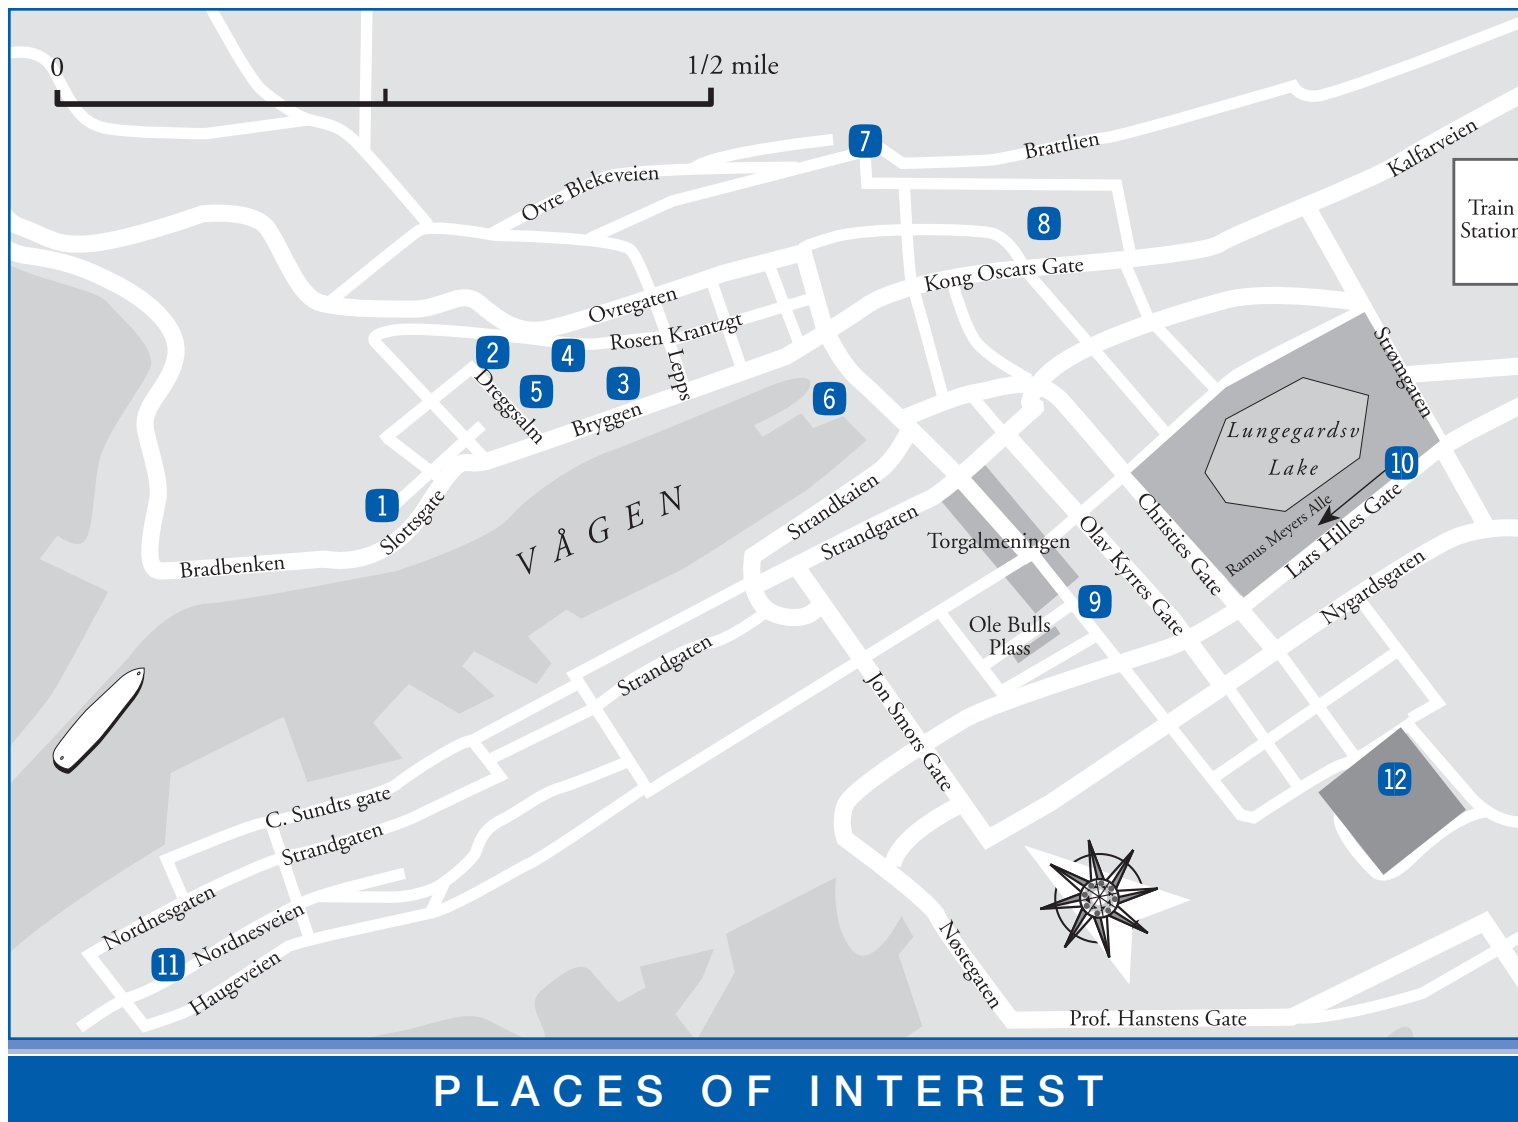 0
1/2 mile
7
Brattlien
Kalfarveien
Ovre Blekeveien
8
Train
Station
Kong Oscars Gate
Ovregaten
Rosen Krantzgt
2
4
Lepps
3
5
6
Dreggsalm
Bryggen
Strømgaten
Lungegardsv
Lake
10
1
Slottsgate
VÅGEN
Strandkaien
Strandgaten
Christies Gate
Ramus Meyers Alle
Lars Hilles Gate
Bradbenken
Torgalmeningen
Olav Kyrres Gate
Nygardsgaten
9
Ole Bulls
Plass
Strandgaten
Jon Smors Gate
12
C. Sundts gate
Strandgaten
Nordnesgaten
Nordnesveien
11
Haugeveien
Nøstegaten
Prof. Hanstens Gate
PLACES OF INTEREST